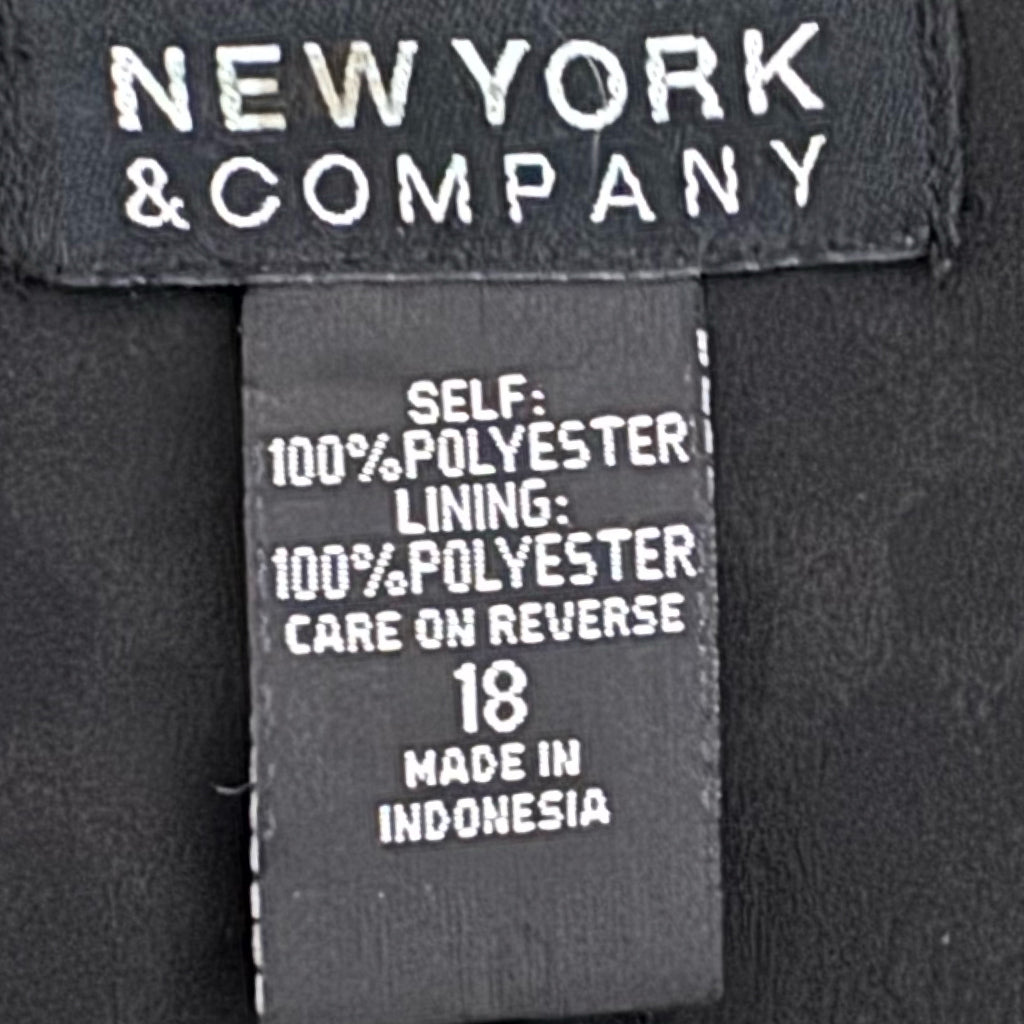 NEW YORK
& COMPANY
SELF:
100%POLYESTER
LINING:
100%POLYESTER
CARE ON REVERSE
18
MADE IN
INDONESIA